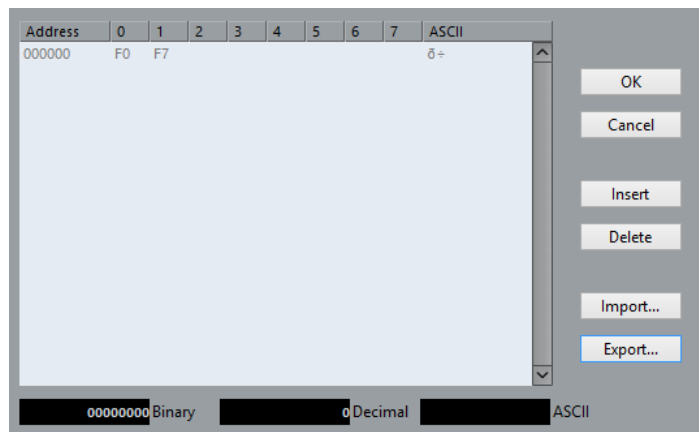 Address 0 1 2 3 4 5 6 7 ASCII
000000 F0 F7 ð÷
OK
Cancel
Insert
Delete
Import...
Export...
00000000 Binary 0 Decimal ASCII